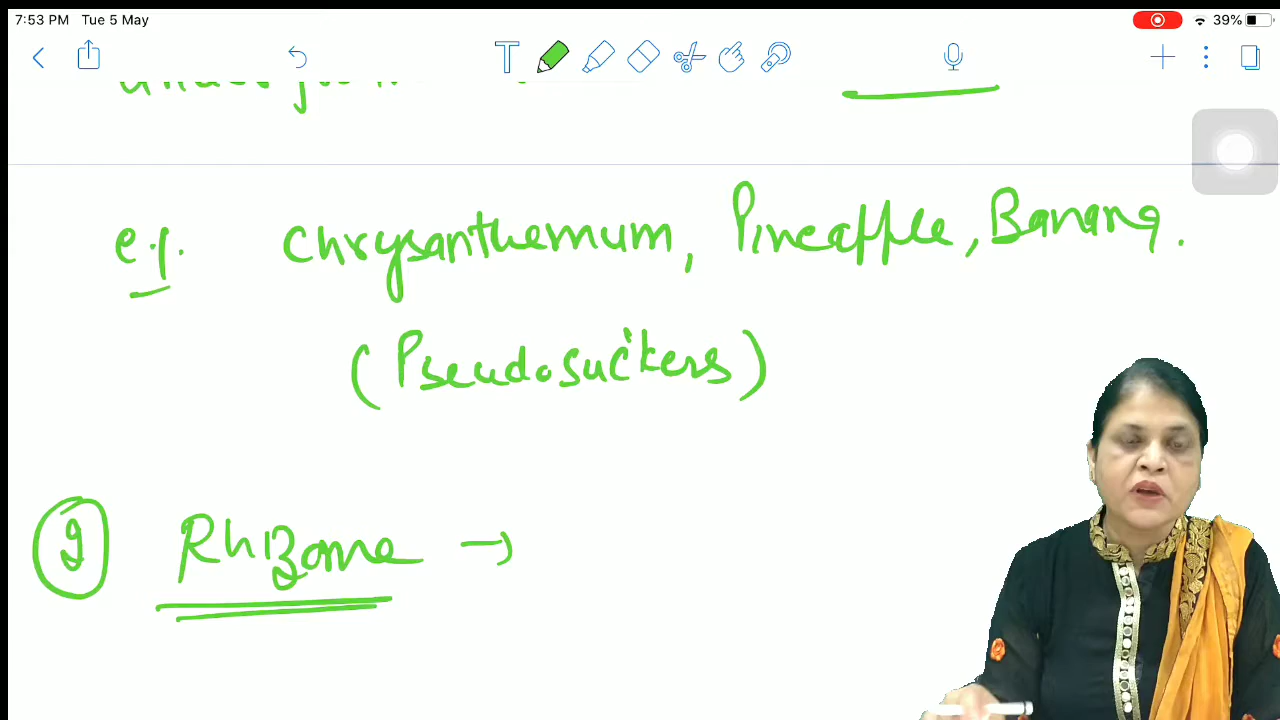 7:53 PM Tue 5 May
39%
T
e.g. Chrysanthemum, Pineapple, Banana.
(Pseudosuckers)
9 Rhizome →